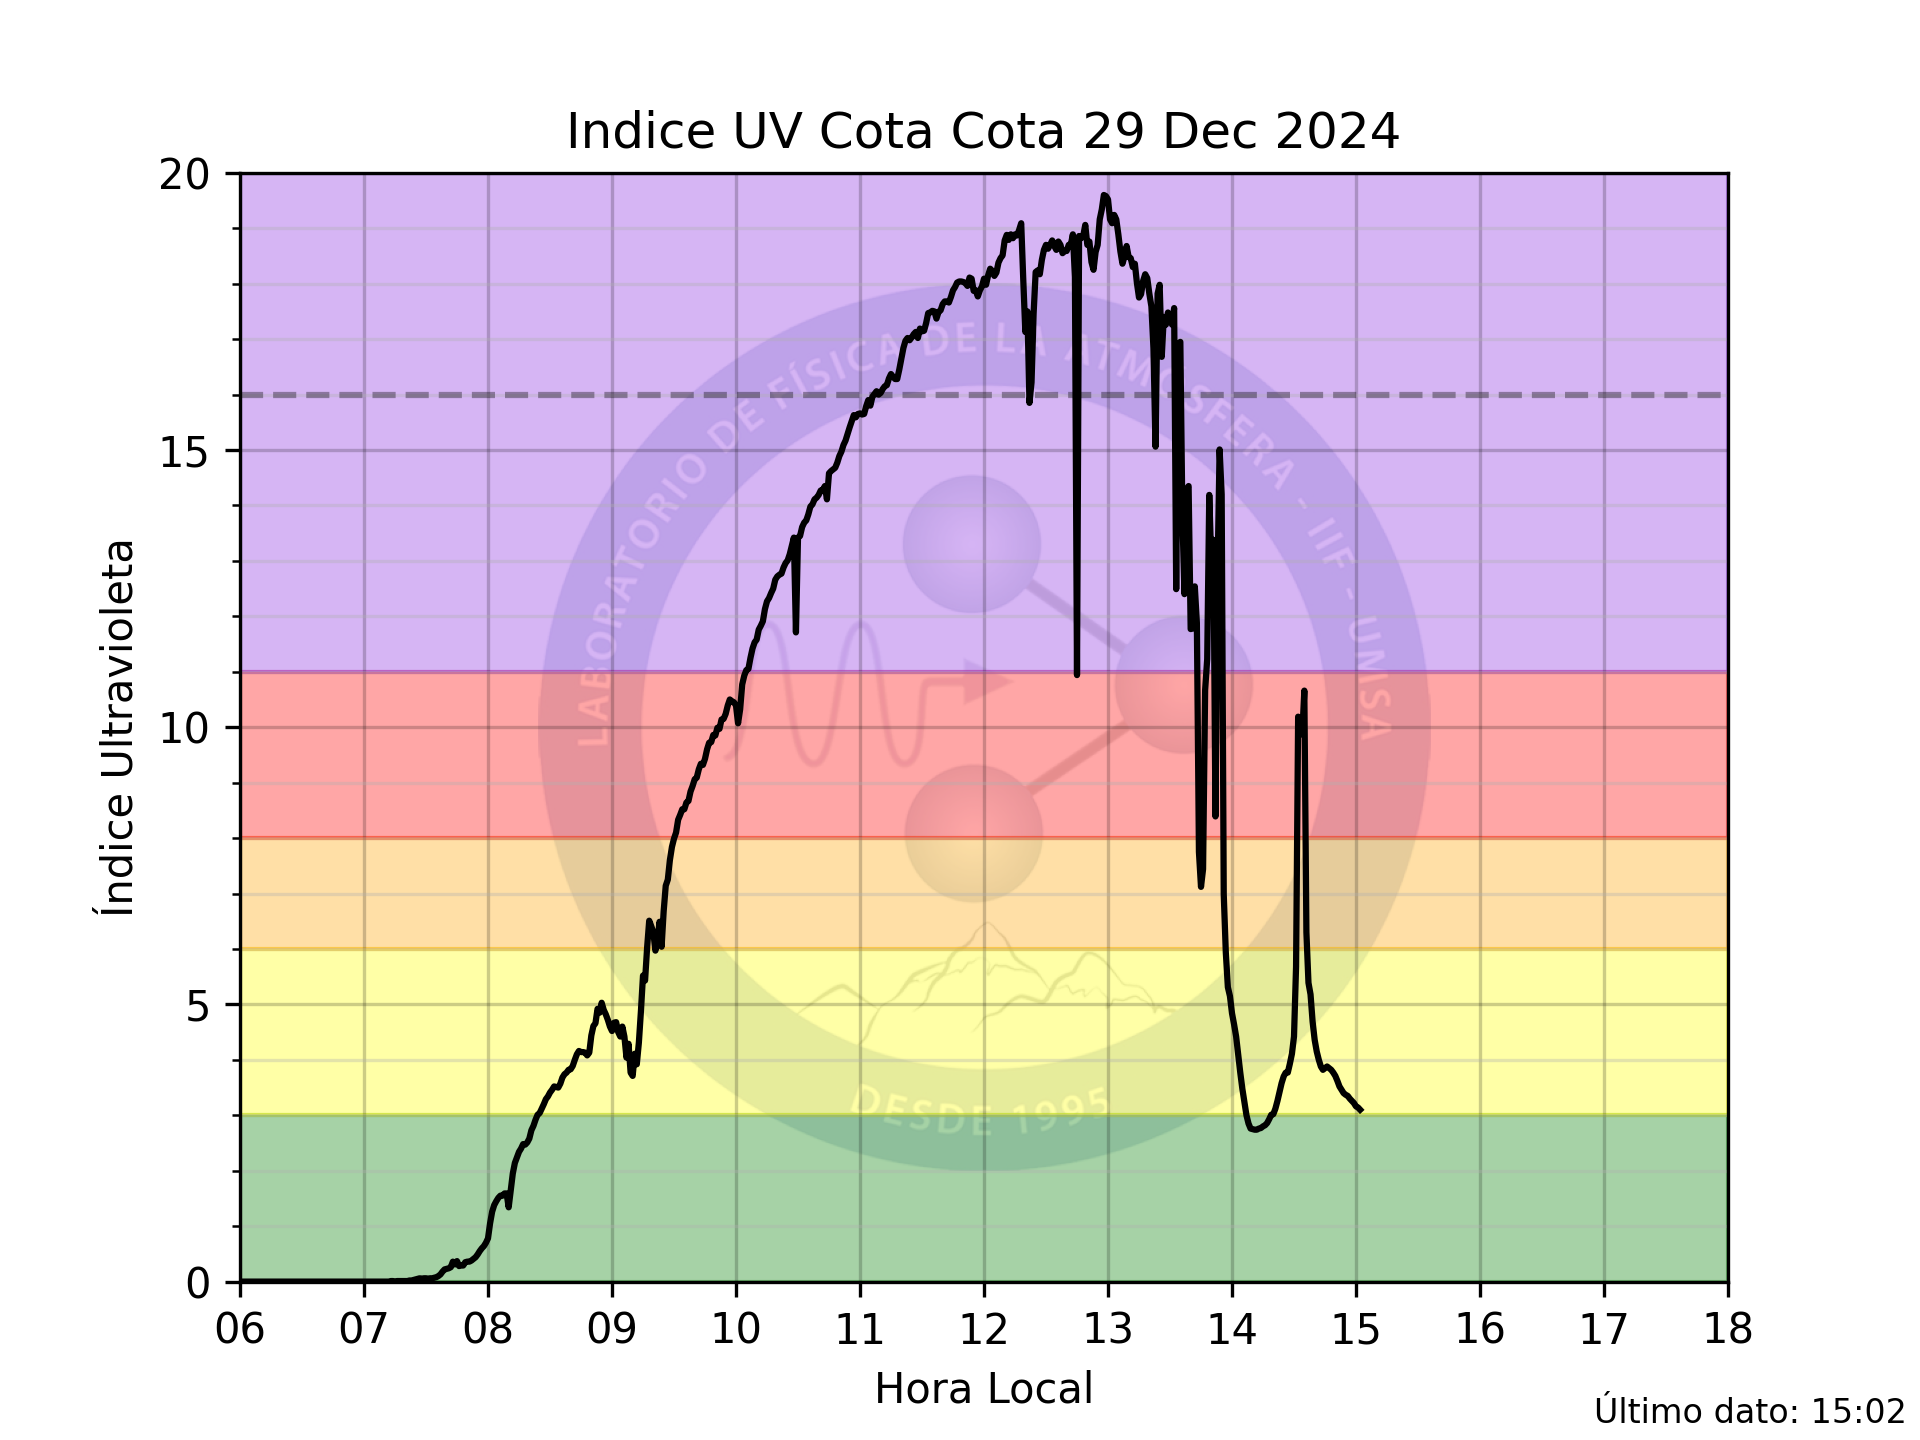 Indice UV Cota Cota 29 Dec 2024
20
15
10
5
0
Índice Ultravioleta
LABORATORIO DE FÍSICA DE LA ATMOSFERA - IIF - UMSA
DESDE 1995
06 07 08 09 10 11 12 13 14 15 16 17 18
Hora Local
Último dato: 15:02